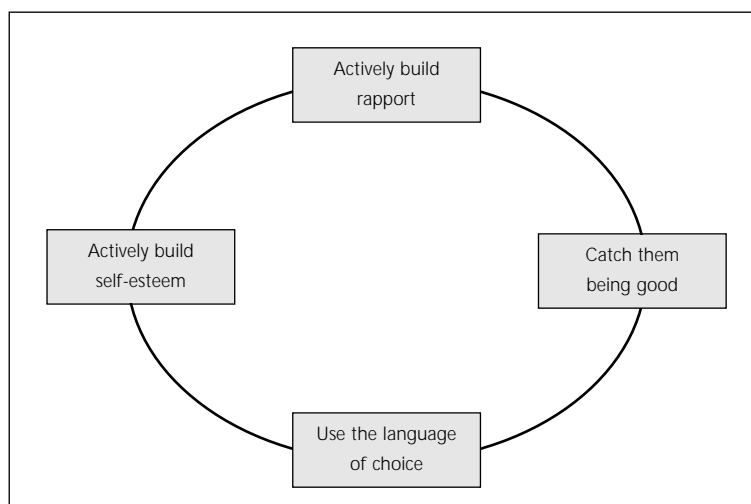 Actively build
rapport
Actively build
self-esteem
Catch them
being good
Use the language
of choice